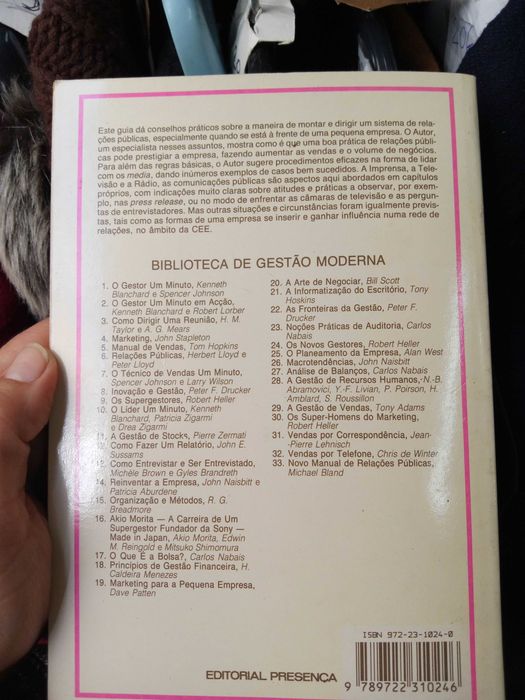 Este guia dá conselhos práticos sobre a maneira de montar e dirigir um sistema de rela-
ções públicas, especialmente quando se está à frente de uma pequena empresa. O Autor,
um especialista nesses assuntos, mostra como é que uma boa prática de relações públi-
cas pode prestigiar a empresa, fazendo aumentar as vendas e o volume de negócios.
Para além das regras básicas, o Autor sugere procedimentos eficazes na forma de lidar
com os media, dando inúmeros exemplos de casos bem sucedidos. A Imprensa, a Tele-
visão e a Rádio, as comunicações públicas são aspectos aqui abordados em capítulos
próprios, com indicações muito claras sobre atitudes e práticas a observar, por exem-
plo, nas press release, ou no modo de enfrentar as câmaras de televisão e as pergun-
tas de entrevistadores. Mas outras situações e circunstâncias foram igualmente previs-
tas, tais como as formas de uma empresa se inserir e ganhar influência numa rede de
relações, no âmbito da CEE.
BIBLIOTECA DE GESTÃO MODERNA
1. O Gestor Um Minuto, Kenneth
Blanchard e Spencer Johnson
2. O Gestor Um Minuto em Acção,
Kenneth Blanchard e Robert Lorber
3. Como Dirigir Uma Reunião, H. M.
Taylor e A. G. Mears
4. Marketing, John Stapleton
5. Manual de Vendas, Tom Hopkins
6. Relações Públicas, Herbert Lloyd e
Peter Lloyd
7. O Técnico de Vendas Um Minuto,
Spencer Johnson e Larry Wilson
8. Inovação e Gestão, Peter F. Drucker
9. Os Supergestores, Robert Heller
10. O Líder Um Minuto, Kenneth
Blanchard, Patricia Zigarmi
e Drea Zigarmi
11. A Gestão de Stocks, Pierre Zermati
12. Como Fazer Um Relatório, John E.
Sussams
13. Como Entrevistar e Ser Entrevistado,
Michèle Brown e Gyles Brandreth
14. Reinventar a Empresa, John Naisbitt e
Patricia Aburdene
15. Organização e Métodos, R. G.
Breadmore
16. Akio Morita — A Carreira de Um
Supergestor Fundador da Sony —
Made in Japan, Akio Morita, Edwin
M. Reingold e Mitsuko Shimomura
17. O Que É a Bolsa?, Carlos Nabais
18. Princípios de Gestão Financeira, H.
Caldeira Menezes
19. Marketing para a Pequena Empresa,
Dave Patten
20. A Arte de Negociar, Bill Scott
21. A Informatização do Escritório, Tony
Hoskins
22. As Fronteiras da Gestão, Peter F.
Drucker
23. Noções Práticas de Auditoria, Carlos
Nabais
24. Os Novos Gestores, Robert Heller
25. O Planeamento da Empresa, Alan West
26. Macrotendências, John Naisbitt
27. Análise de Balanços, Carlos Nabais
28. A Gestão de Recursos Humanos, N.-B.
Abramovici, Y.-F. Livian, P. Poirson, H.
Amblard, S. Roussillon
29. A Gestão de Vendas, Tony Adams
30. Os Super-Homens do Marketing,
Robert Heller
31. Vendas por Correspondência, Jean-
-Pierre Lehnisch
32. Vendas por Telefone, Chris de Winter
33. Novo Manual de Relações Públicas,
Michael Bland
ISBN 972-23-1024-0
9 789722 310246
EDITORIAL PRESENÇA